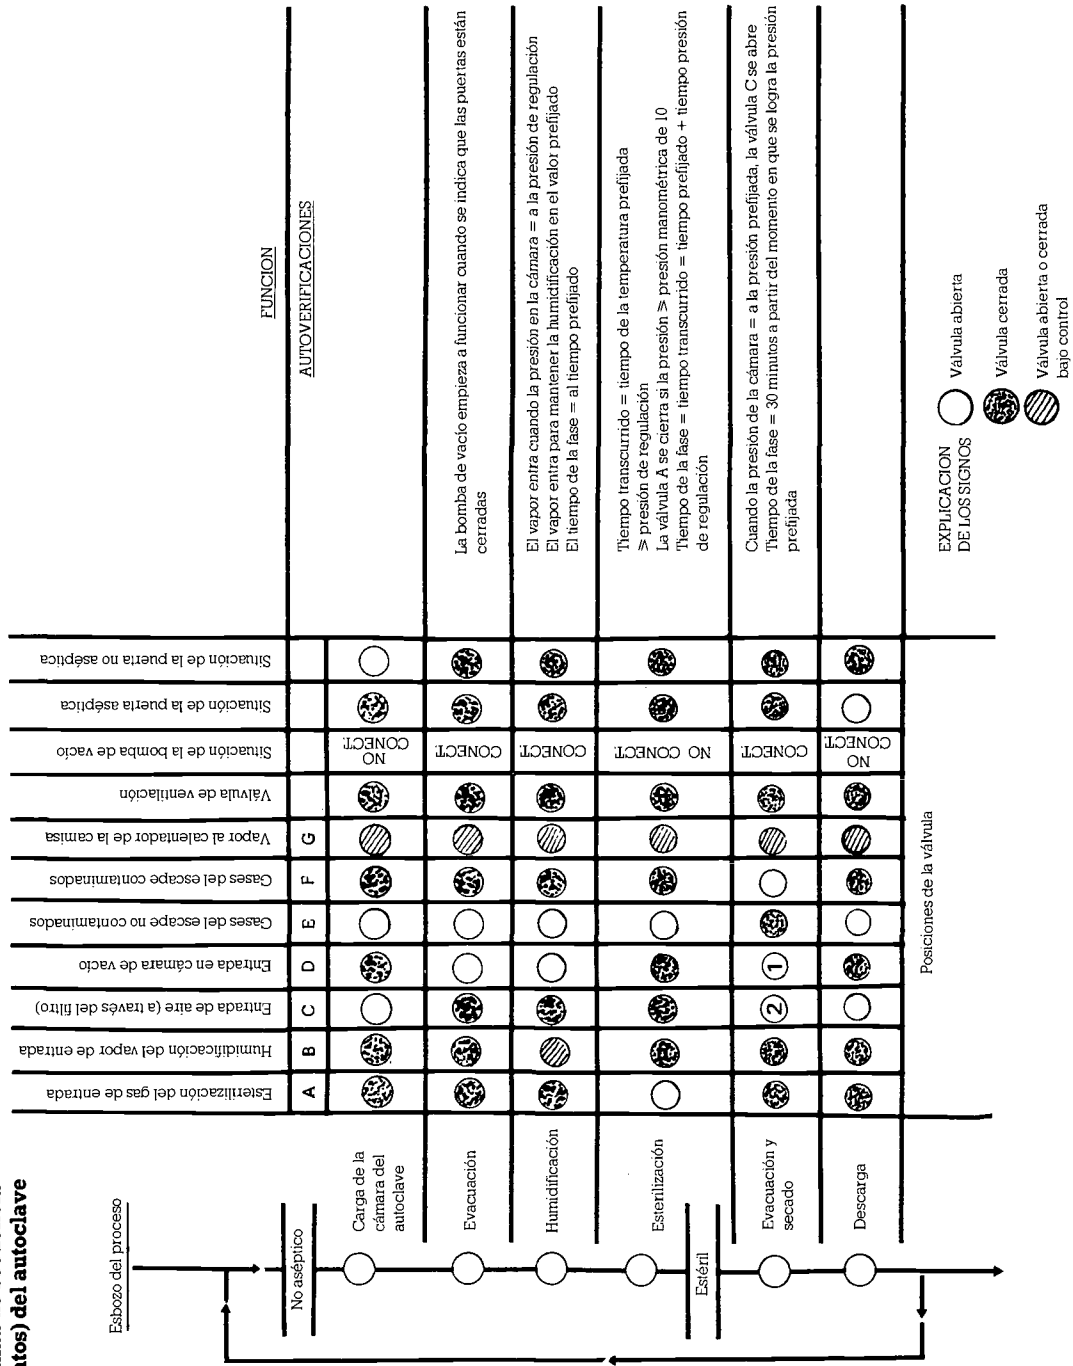 atos) del autoclave
Esbozo del proceso
FUNCION
AUTOVERIFICACIONES
No aséptico
Estéril
Esterilización del gas de entrada
Humidificación del vapor de entrada
Entrada de aire (a través del filtro)
Entrada en cámara de vacío
Gases del escape no contaminados
Gases del escape contaminados
Vapor al calentador de la camisa
Válvula de ventilación
Situación de la bomba de vacío
Situación de la puerta aséptica
Situación de la puerta no aséptica
A
B
C
D
E
F
G
Carga de la
cámara del
autoclave
NO
CONECT.
Evacuación
CONECT.
La bomba de vacío empieza a funcionar cuando se indica que las puertas están
cerradas
Humidificación
CONECT.
El vapor entra cuando la presión en la cámara = a la presión de regulación
El vapor entra para mantener la humidificación en el valor prefijado
El tiempo de la fase = al tiempo prefijado
Esterilización
NO CONECT.
Tiempo transcurrido = tiempo de la temperatura prefijada
⩾ presión de regulación
La válvula A se cierra si la presión ⩾ presión manométrica de 10
Tiempo de la fase = tiempo transcurrido = tiempo prefijado + tiempo presión
de regulación
Evacuación y
secado
2
1
CONECT.
Cuando la presión de la cámara = a la presión prefijada, la válvula C se abre
Tiempo de la fase = 30 minutos a partir del momento en que se logra la presión
prefijada
Descarga
NO
CONECT.
Posiciones de la válvula
EXPLICACION
DE LOS SIGNOS
Válvula abierta
Válvula cerrada
Válvula abierta o cerrada
bajo control